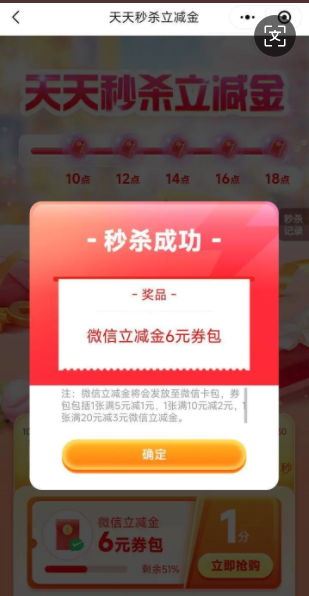 天天秒杀立减金
文
天天秒杀立减金
10点 12点 14点 16点 18点
秒杀
记录
- 秒杀成功 -
- 奖品 -
微信立减金6元券包
注：微信立减金将会发放至微信卡包，券
包包括1张满5元减1元，1张满10元减2元，1
张满20元减3元微信立减金。
确定
秒
微信立减金
6元券包
剩余51%
1分
立即抢购